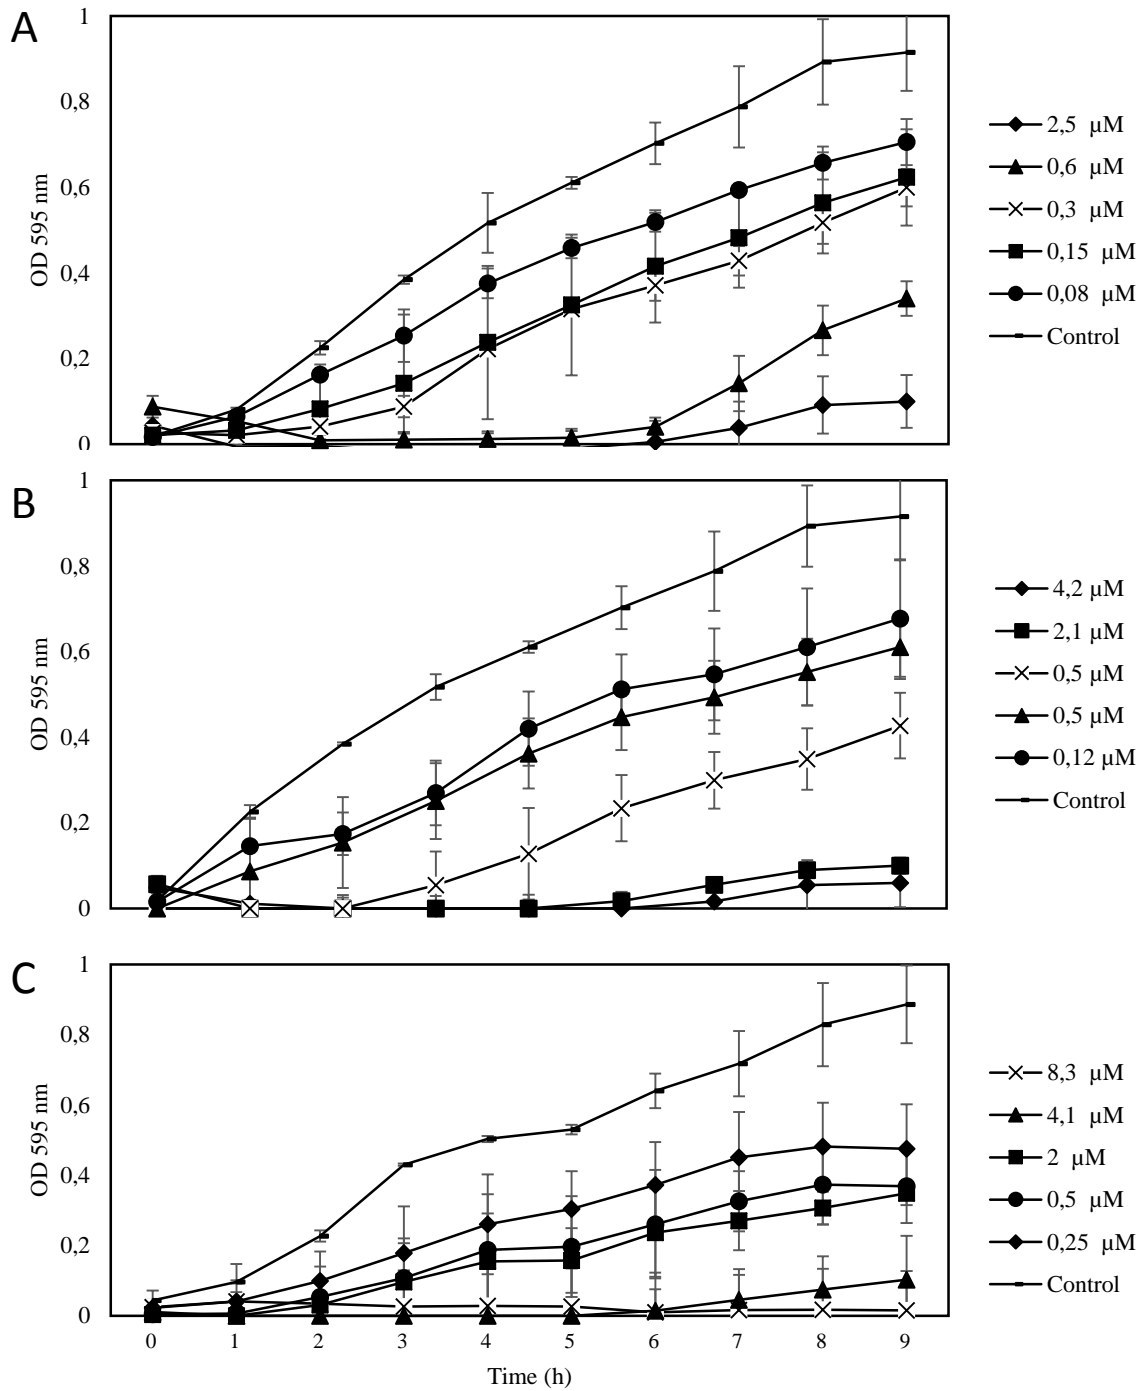 A
1
0,8
0,6
0,4
0,2
0
OD 595 nm
2,5 µM
0,6 µM
0,3 µM
0,15 µM
0,08 µM
Control
B
1
0,8
0,6
0,4
0,2
0
OD 595 nm
4,2 µM
2,1 µM
0,5 µM
0,5 µM
0,12 µM
Control
C
1
0,8
0,6
0,4
0,2
0
OD 595 nm
8,3 µM
4,1 µM
2 µM
0,5 µM
0,25 µM
Control
0 1 2 3 4 5 6 7 8 9
Time (h)